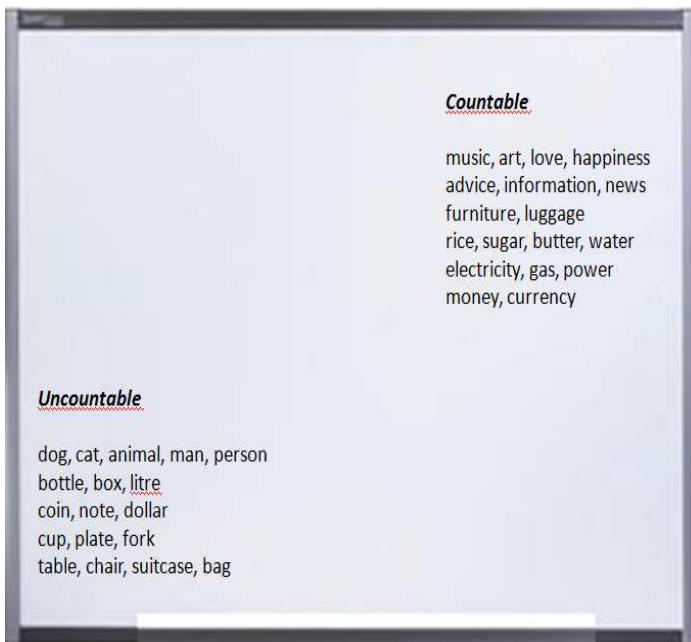 Countable
music, art, love, happiness
advice, information, news
furniture, luggage
rice, sugar, butter, water
electricity, gas, power
money, currency
Uncountable
dog, cat, animal, man, person
bottle, box, litre
coin, note, dollar
cup, plate, fork
table, chair, suitcase, bag